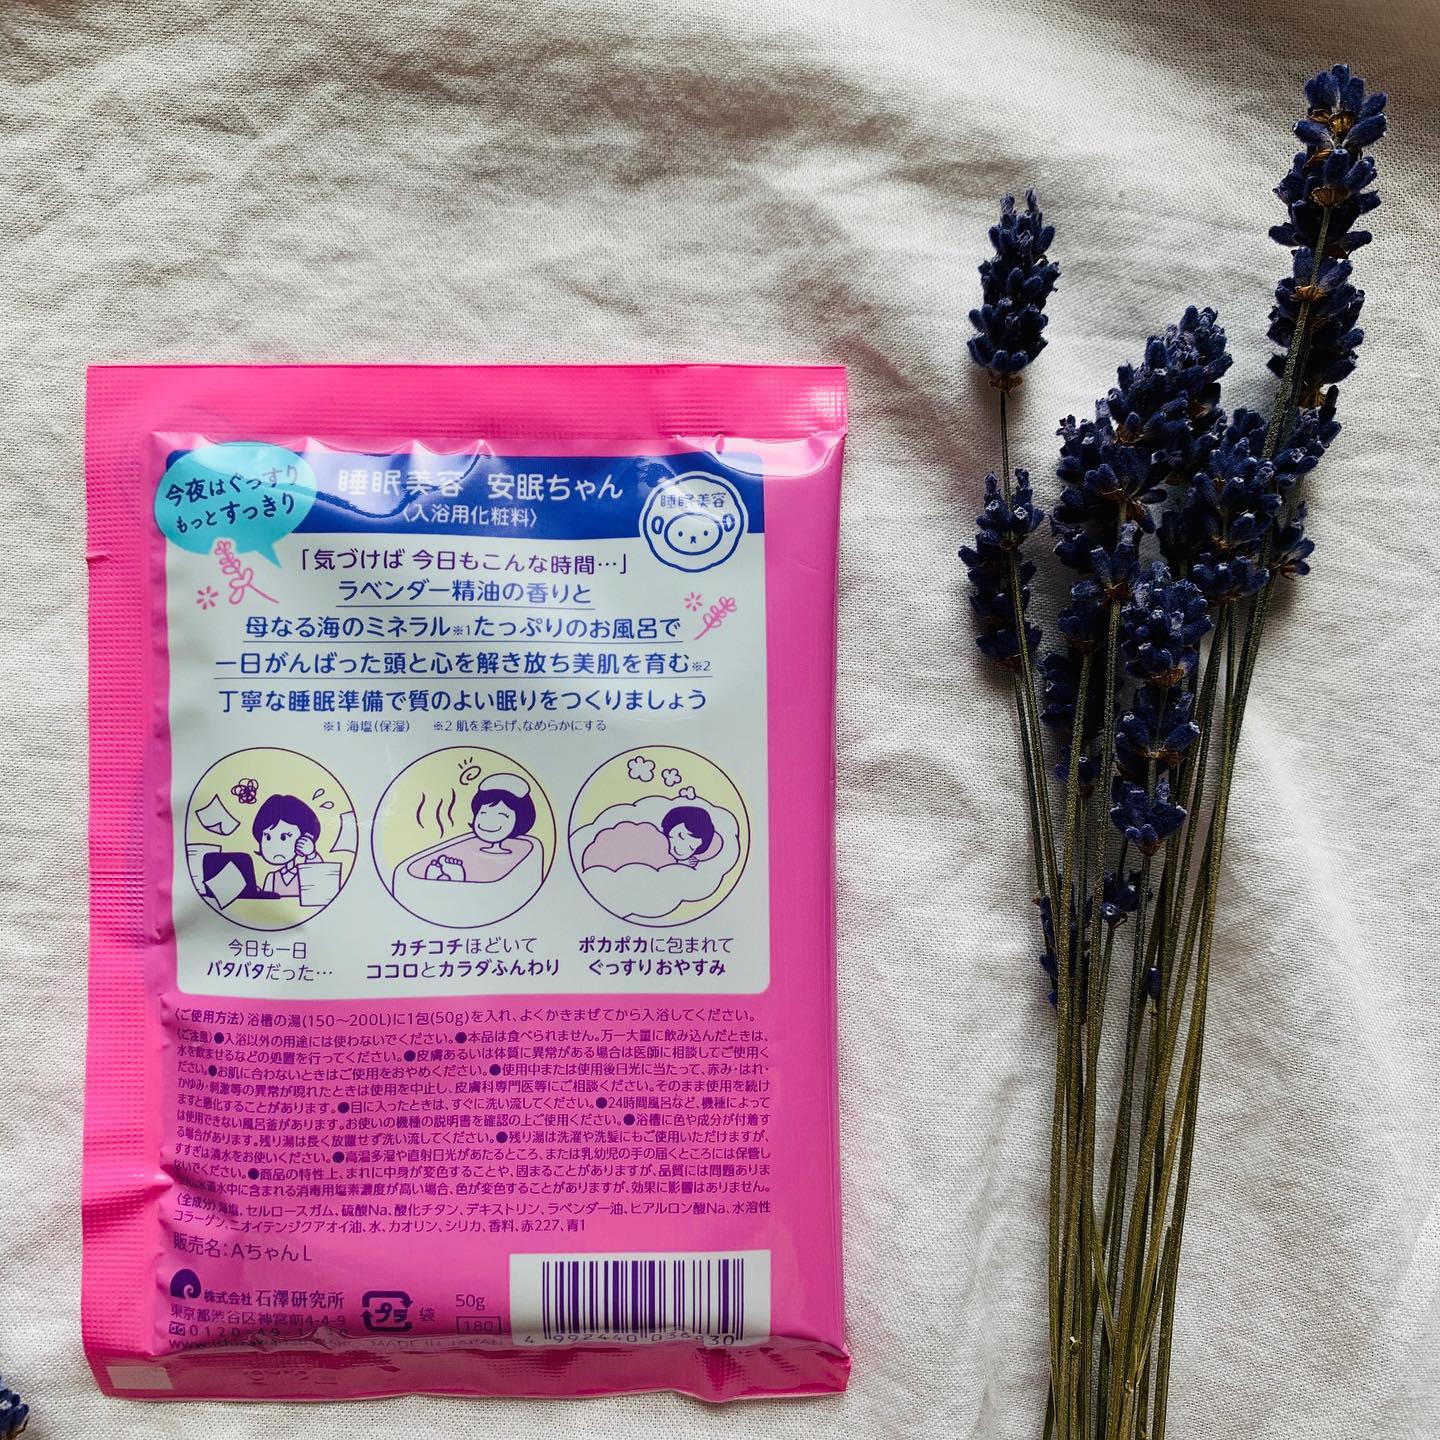 今夜はぐっすり
もっとすっきり
睡眠美容 安眠ちゃん
〈入浴用化粧料〉
睡眠美容
「気づけば 今日もこんな時間…」
ラベンダー精油の香りと
母なる海のミネラル※1たっぷりのお風呂で
一日がんばった頭と心を解き放ち美肌を育む※2
丁寧な睡眠準備で質のよい眠りをつくりましょう
※1 海塩(保湿) ※2 肌を柔らげ、なめらかにする
今日も一日
バタバタだった…
カチコチほどいて
ココロとカラダふんわり
ポカポカに包まれて
ぐっすりおやすみ
〈ご使用方法〉浴槽の湯(150〜200L)に1包(50g)を入れ、よくかきまぜてから入浴してください。
〈ご注意〉●入浴以外の用途には使わないでください。●本品は食べられません。万一大量に飲み込んだときは、
水を飲ませるなどの処置を行ってください。●皮膚あるいは体質に異常がある場合は医師に相談してご使用く
ださい。●お肌に合わないときはご使用をおやめください。●使用中または使用後日光に当たって、赤み・はれ・
かゆみ・刺激等の異常が現れたときは使用を中止し、皮膚科専門医等にご相談ください。そのまま使用を続け
ますと悪化することがあります。●目に入ったときは、すぐに洗い流してください。●24時間風呂など、機種によって
は使用できない風呂釜があります。お使いの機種の説明書を確認の上ご使用ください。●浴槽に色や成分が付着す
る場合があります。残り湯は長く放置せず洗い流してください。●残り湯は洗濯や洗髪にもご使用いただけますが、
すすぎは清水をお使いください。●高温多湿や直射日光があたるところ、または乳幼児の手の届くところには保管し
ないでください。●商品の特性上、まれに中身が変色することや、固まることがありますが、品質には問題ありま
せん。水道水中に含まれる消毒用塩素濃度が高い場合、色が変色することがありますが、効果に影響はありません。
〈全成分〉海塩、セルロースガム、硫酸Na、酸化チタン、デキストリン、ラベンダー油、ヒアルロン酸Na、水溶性
コラーゲン、ニオイテンジクアオイ油、水、カオリン、シリカ、香料、赤227、青1
販売名：AちゃんL
株式会社 石澤研究所
東京都渋谷区神宮前4-4-9
0120-49-1
プラ 袋
50g
180
MADE IN JAPAN
4 992440 036930